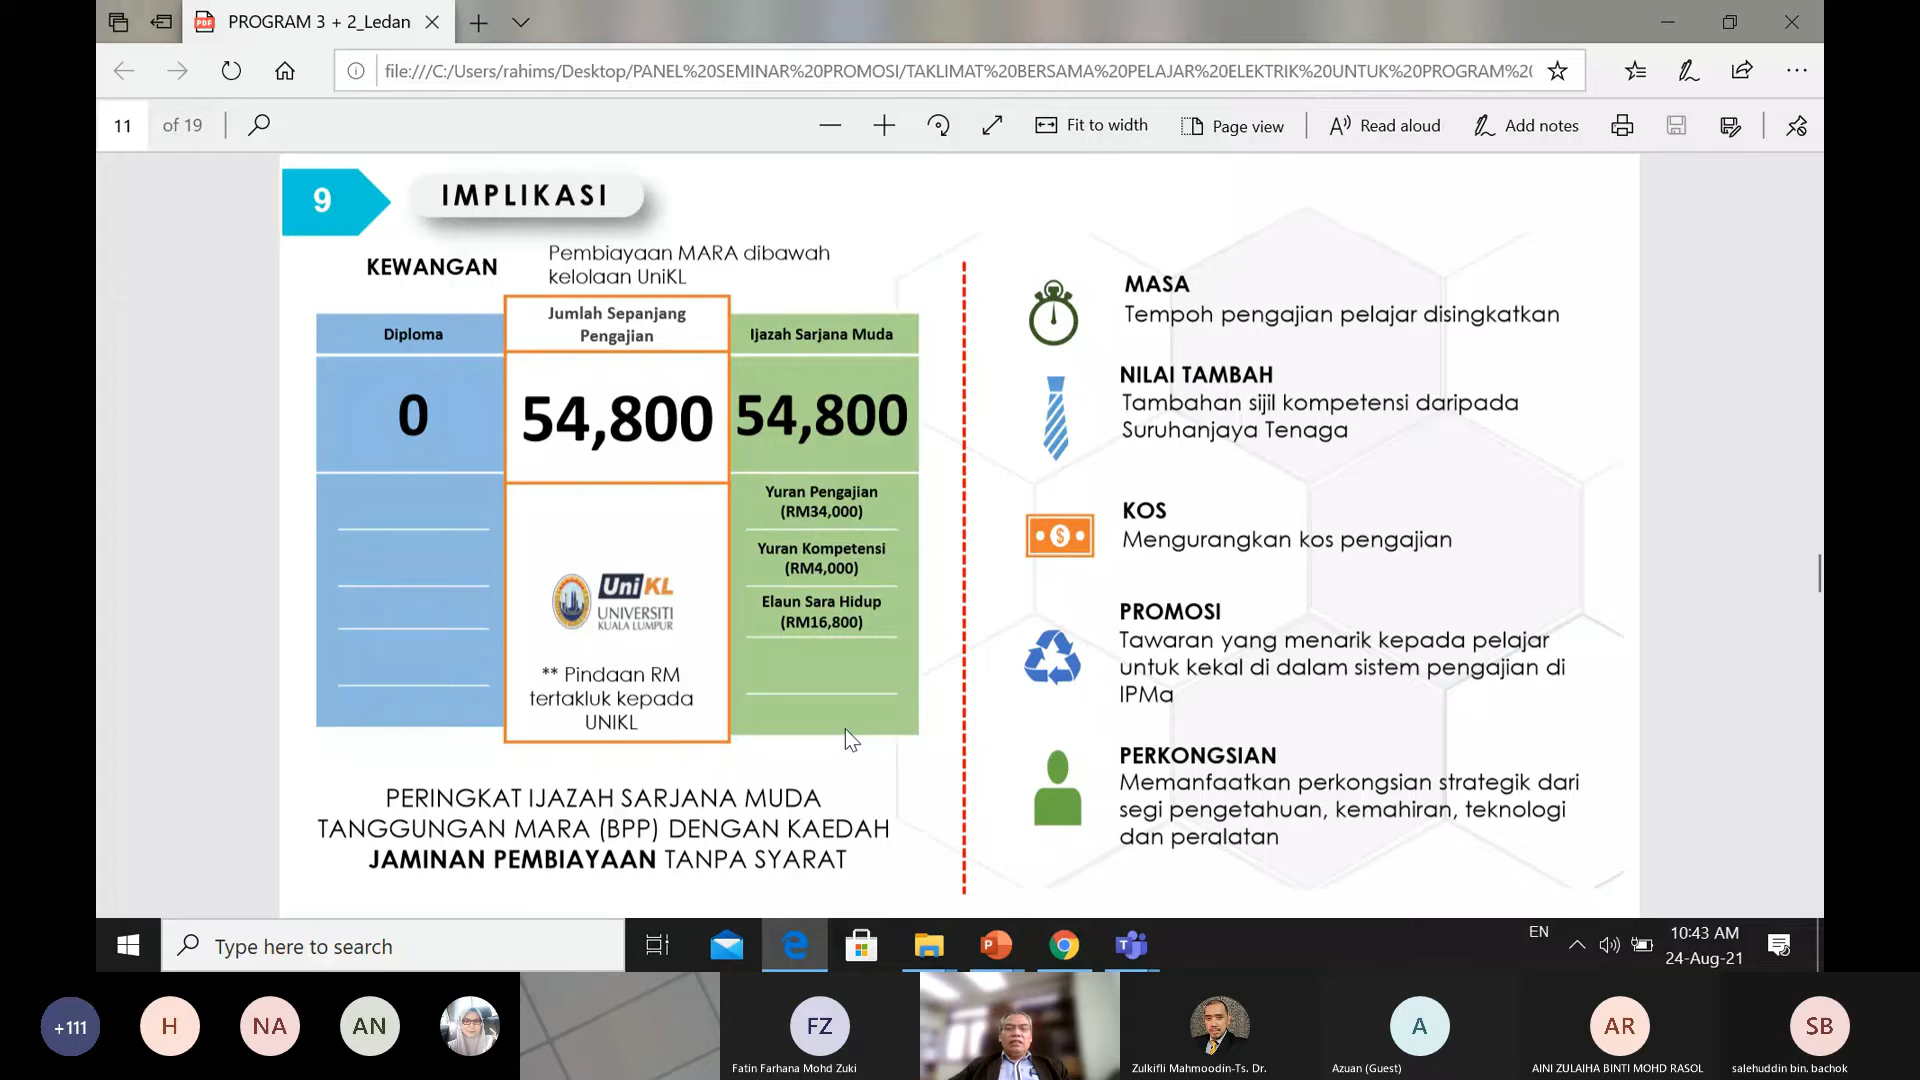 PROGRAM 3 + 2_Ledan
file:///C:/Users/rahims/Desktop/PANEL%20SEMINAR%20PROMOSI/TAKLIMAT%20BERSAMA%20PELAJAR%20ELEKTRIK%20UNTUK%20PROGRAM%20
11 of 19
Fit to width
Page view
Read aloud
Add notes
9
IMPLIKASI
KEWANGAN
Pembiayaan MARA dibawah
kelolaan UniKL
Diploma
Jumlah Sepanjang
Pengajian
Ijazah Sarjana Muda
0
54,800
54,800
Yuran Pengajian
(RM34,000)
Yuran Kompetensi
(RM4,000)
Elaun Sara Hidup
(RM16,800)
UniKL
UNIVERSITI
KUALA LUMPUR
** Pindaan RM
tertakluk kepada
UNIKL
PERINGKAT IJAZAH SARJANA MUDA
TANGGUNGAN MARA (BPP) DENGAN KAEDAH
JAMINAN PEMBIAYAAN TANPA SYARAT
MASA
Tempoh pengajian pelajar disingkatkan
NILAI TAMBAH
Tambahan sijil kompetensi daripada
Suruhanjaya Tenaga
KOS
Mengurangkan kos pengajian
PROMOSI
Tawaran yang menarik kepada pelajar
untuk kekal di dalam sistem pengajian di
IPMa
PERKONGSIAN
Memanfaatkan perkongsian strategik dari
segi pengetahuan, kemahiran, teknologi
dan peralatan
Type here to search
EN
10:43 AM
24-Aug-21
+111
H
NA
AN
FZ
A
AR
SB
Fatin Farhana Mohd Zuki
Zulkifli Mahmoodin-Ts. Dr.
Azuan (Guest)
AINI ZULAIHA BINTI MOHD RASOL
salehuddin bin. bachok